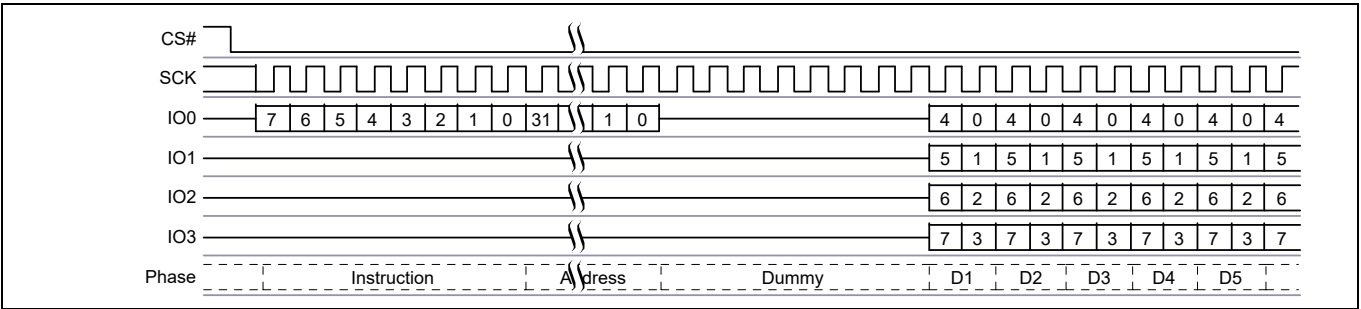 CS#
SCK
IO0 7 6 5 4 3 2 1 0 31 1 0 4 0 4 0 4 0 4 0 4 0 4
IO1 5 1 5 1 5 1 5 1 5 1 5
IO2 6 2 6 2 6 2 6 2 6 2 6
IO3 7 3 7 3 7 3 7 3 7 3 7
Phase Instruction Address Dummy D1 D2 D3 D4 D5